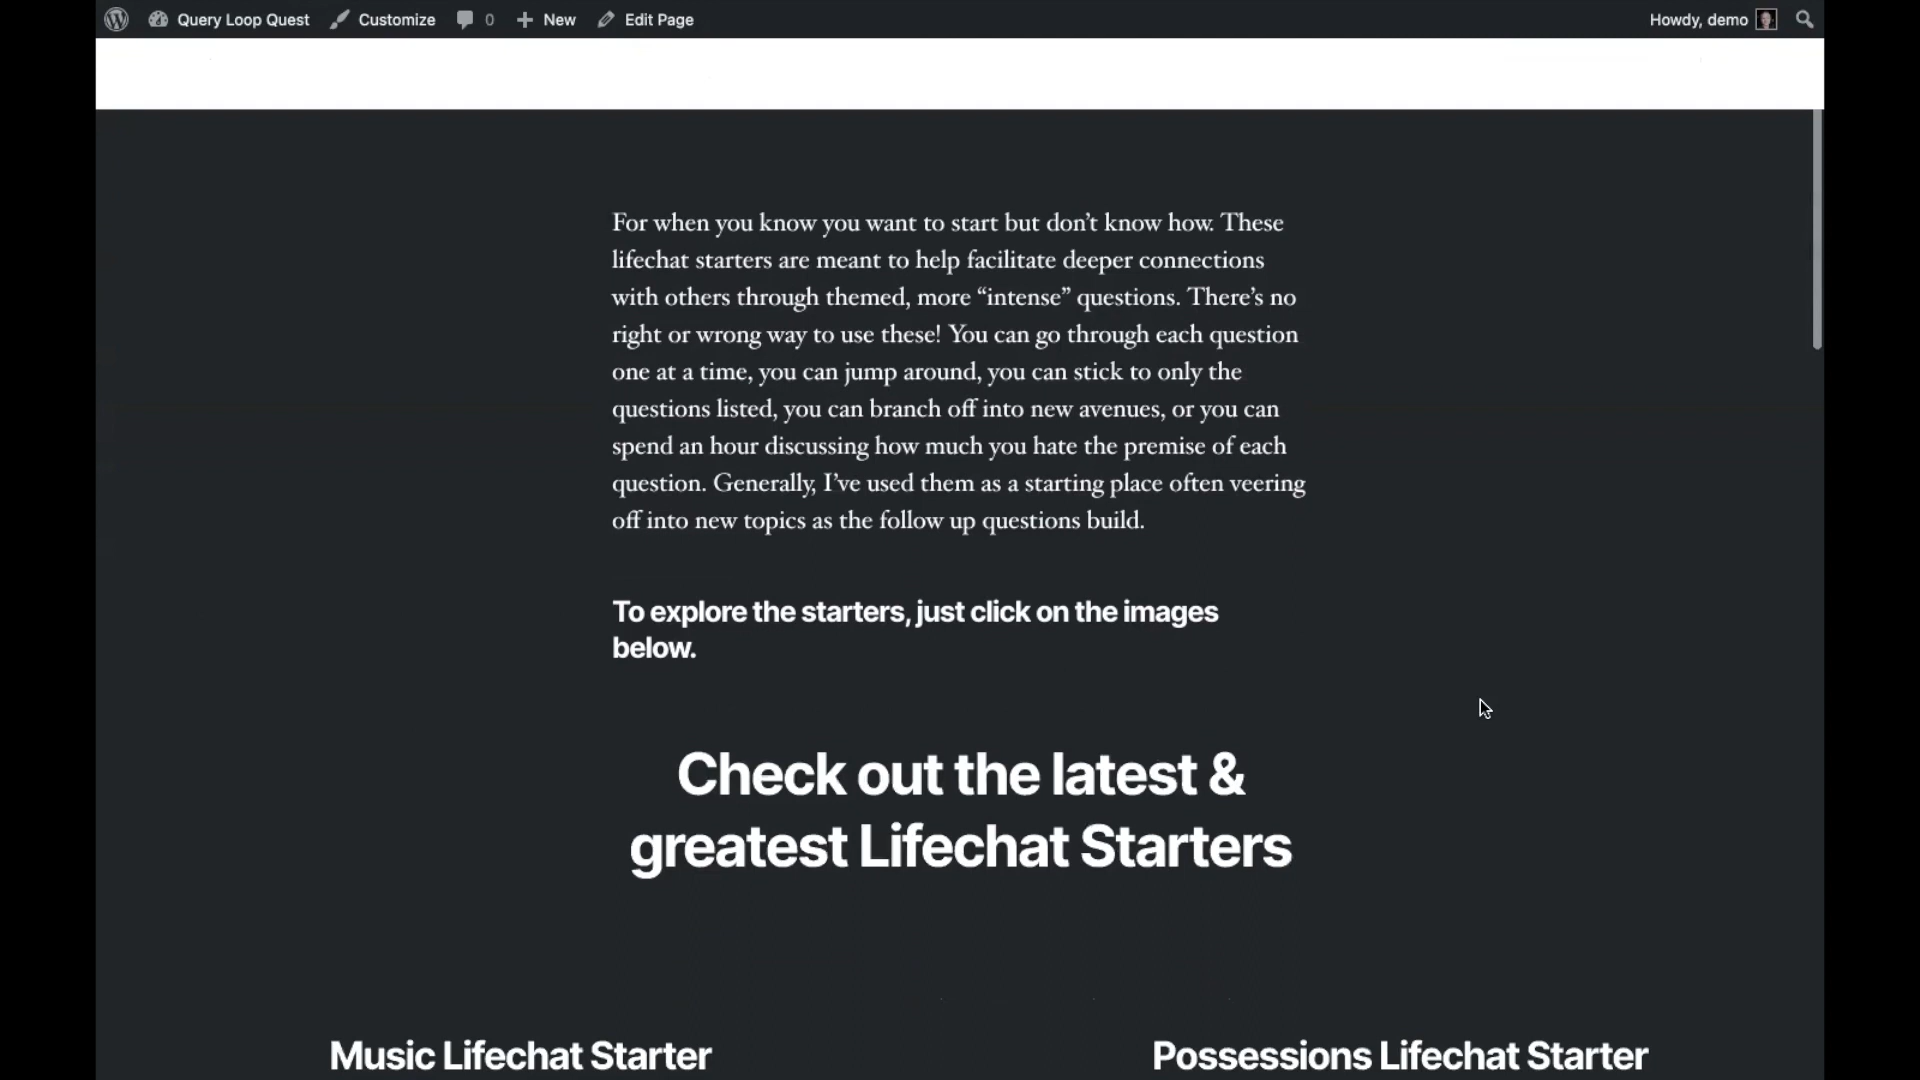 Query Loop Quest Customize 0 New Edit Page Howdy, demo
For when you know you want to start but don’t know how. These
lifechat starters are meant to help facilitate deeper connections
with others through themed, more “intense” questions. There’s no
right or wrong way to use these! You can go through each question
one at a time, you can jump around, you can stick to only the
questions listed, you can branch off into new avenues, or you can
spend an hour discussing how much you hate the premise of each
question. Generally, I’ve used them as a starting place often veering
off into new topics as the follow up questions build.
To explore the starters, just click on the images
below.
Check out the latest &
greatest Lifechat Starters
Music Lifechat Starter
Possessions Lifechat Starter